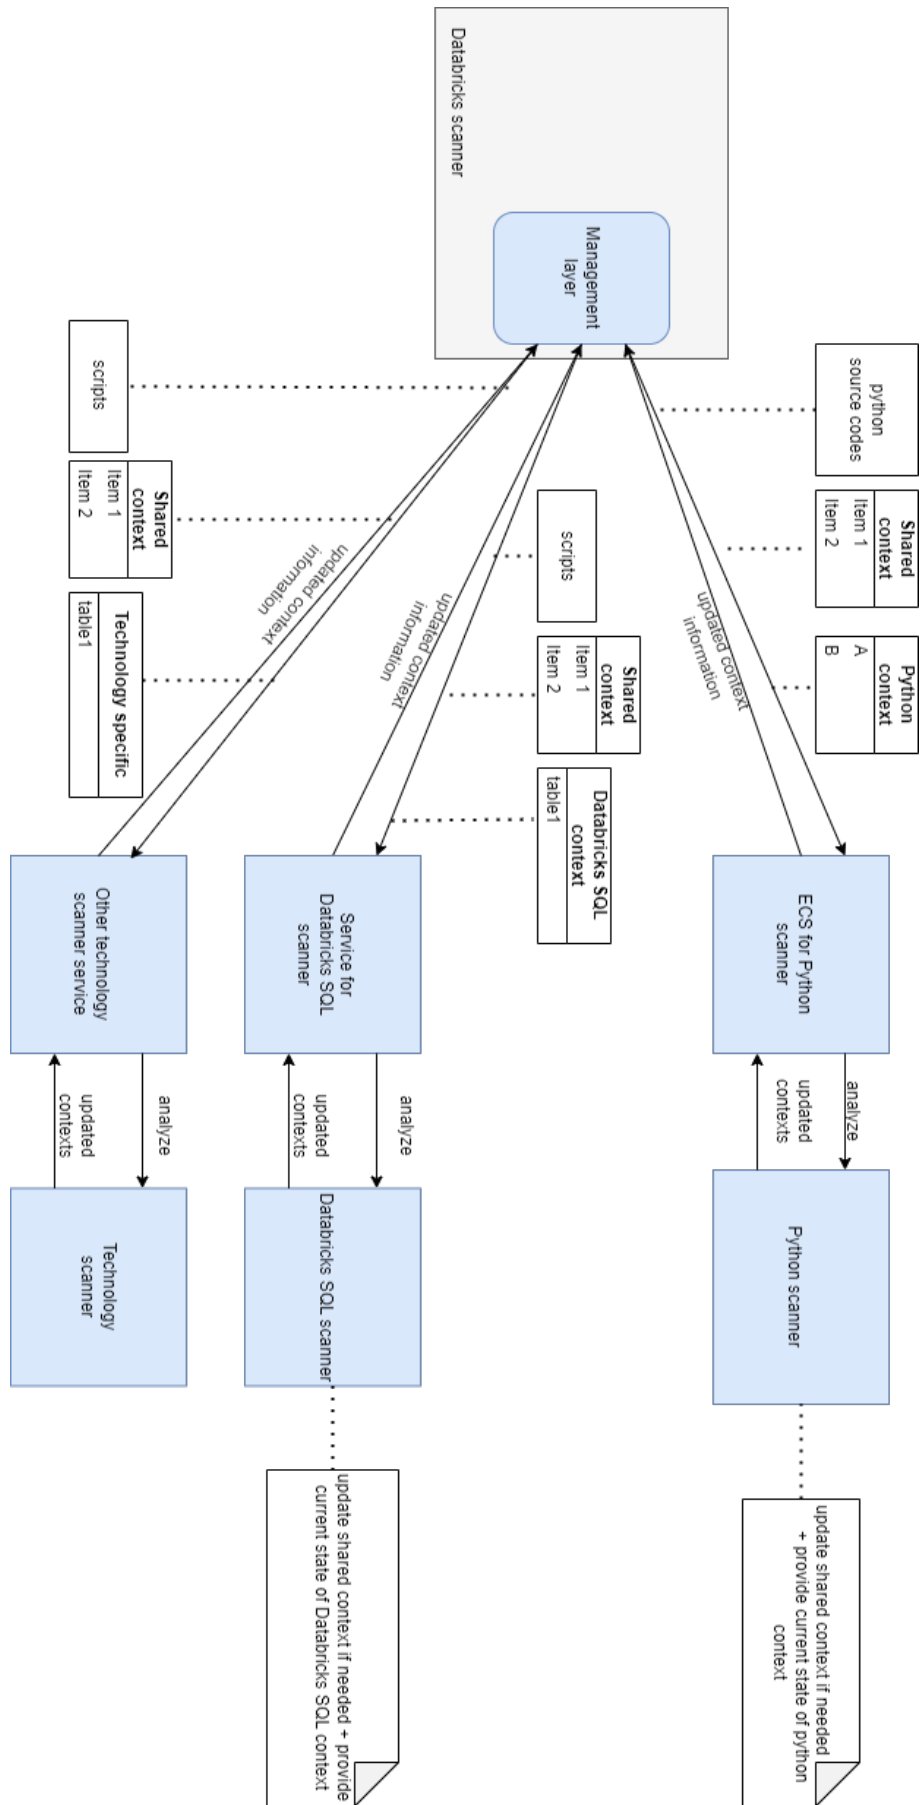 Databricks scanner
Management
layer
python
source codes
Shared
context
Item 1
Item 2
Python
context
A
B
updated context
information
ECS for Python
scanner
analyze
updated
contexts
Python scanner
update shared context if needed
+ provide current state of python
context
scripts
Shared
context
Item 1
Item 2
Databricks SQL
context
table1
updated context
information
Service for
Databricks SQL
scanner
analyze
updated
contexts
Databricks SQL scanner
update shared context if needed + provide
current state of Databricks SQL context
scripts
Shared
context
Item 1
Item 2
Technology specific
table1
updated context
information
Other technology
scanner service
analyze
updated
contexts
Technology
scanner